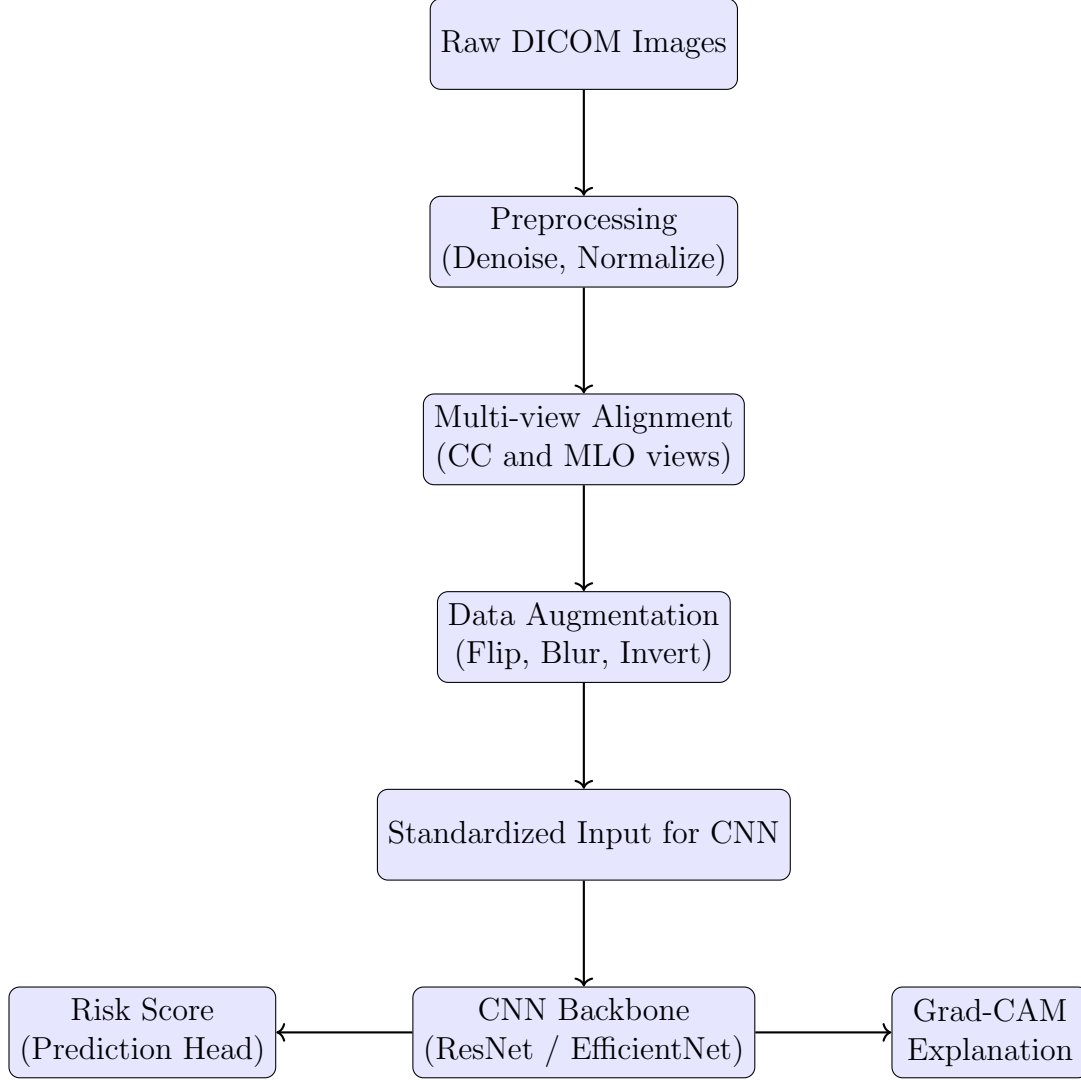 Raw DICOM Images
Preprocessing
(Denoise, Normalize)
Multi-view Alignment
(CC and MLO views)
Data Augmentation
(Flip, Blur, Invert)
Standardized Input for CNN
Risk Score
(Prediction Head)
CNN Backbone
(ResNet / EfficientNet)
Grad-CAM
Explanation